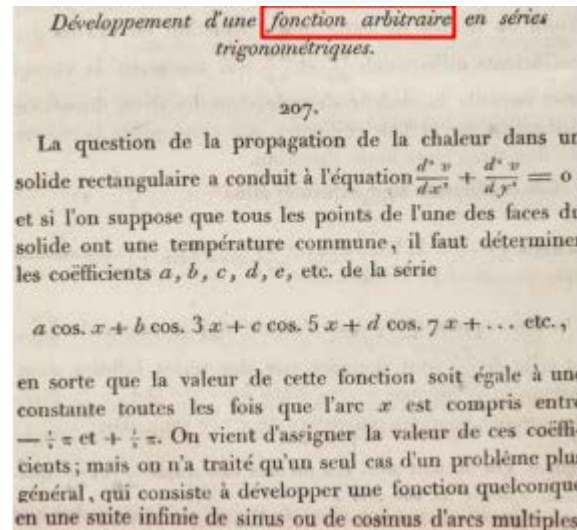 Développement d'une fonction arbitraire en séries
trigonométriques.
207.
La question de la propagation de la chaleur dans un
solide rectangulaire a conduit à l'équation d²v/dx² + d²v/dy² = 0
et si l'on suppose que tous les points de l'une des faces du
solide ont une température commune, il faut déterminer
les coëfficients a, b, c, d, e, etc. de la série
a cos. x + b cos. 3 x + c cos. 5 x + d cos. 7 x + ... etc.,
en sorte que la valeur de cette fonction soit égale à une
constante toutes les fois que l'arc x est compris entre
— ½ π et + ½ π. On vient d'assigner la valeur de ces coëffi-
cients ; mais on n'a traité qu'un seul cas d'un problême plus
général, qui consiste à développer une fonction quelconque
en une suite infinie de sinus ou de cosinus d'arcs multiples